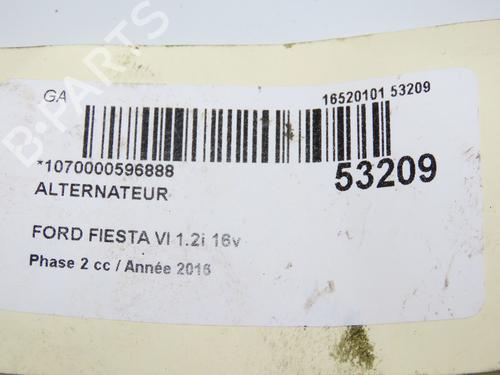 GA
16520101 53209
*1070000596888
53209
ALTERNATEUR
FORD FIESTA VI 1.2i 16v
Phase 2 cc / Année 2016
B-PARTS